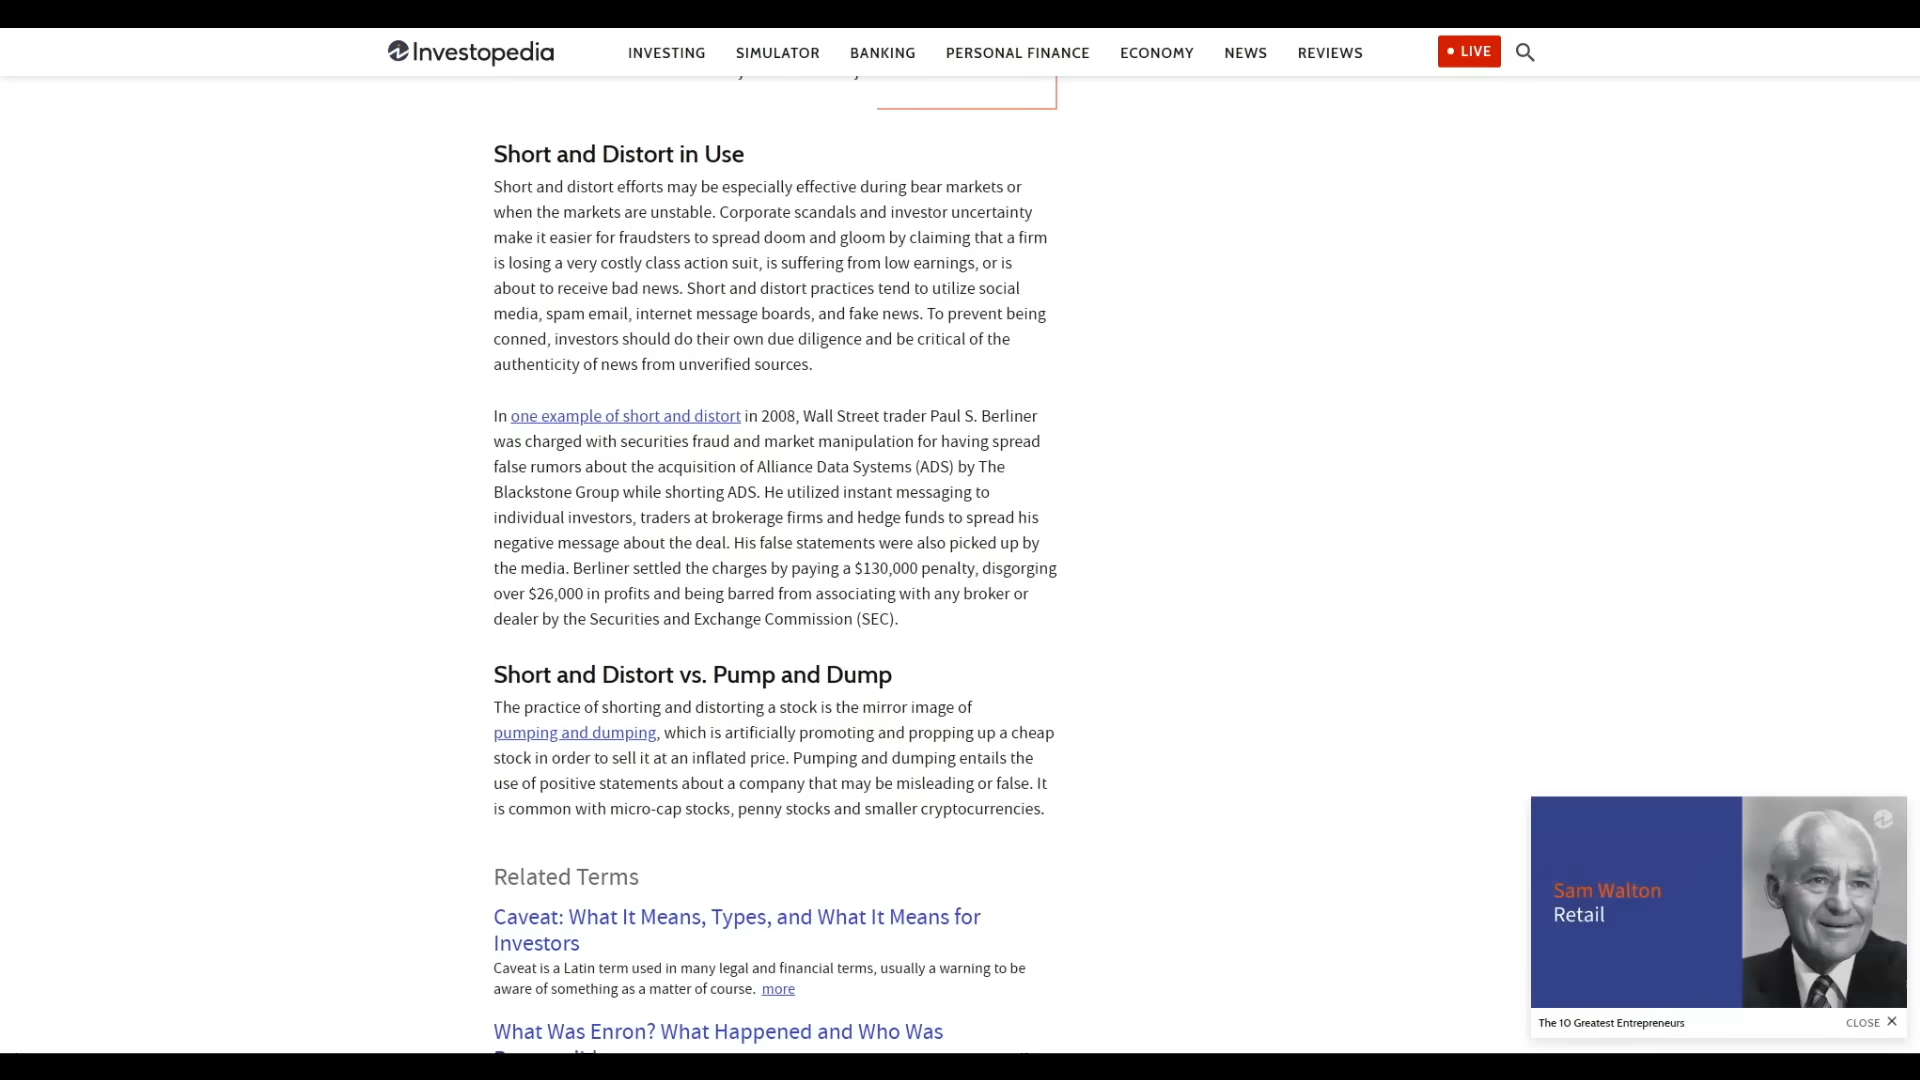 Investopedia
INVESTING SIMULATOR BANKING PERSONAL FINANCE ECONOMY NEWS REVIEWS
LIVE
Short and Distort in Use
Short and distort efforts may be especially effective during bear markets or
when the markets are unstable. Corporate scandals and investor uncertainty
make it easier for fraudsters to spread doom and gloom by claiming that a firm
is losing a very costly class action suit, is suffering from low earnings, or is
about to receive bad news. Short and distort practices tend to utilize social
media, spam email, internet message boards, and fake news. To prevent being
conned, investors should do their own due diligence and be critical of the
authenticity of news from unverified sources.
In one example of short and distort in 2008, Wall Street trader Paul S. Berliner
was charged with securities fraud and market manipulation for having spread
false rumors about the acquisition of Alliance Data Systems (ADS) by The
Blackstone Group while shorting ADS. He utilized instant messaging to
individual investors, traders at brokerage firms and hedge funds to spread his
negative message about the deal. His false statements were also picked up by
the media. Berliner settled the charges by paying a $130,000 penalty, disgorging
over $26,000 in profits and being barred from associating with any broker or
dealer by the Securities and Exchange Commission (SEC).
Short and Distort vs. Pump and Dump
The practice of shorting and distorting a stock is the mirror image of
pumping and dumping, which is artificially promoting and propping up a cheap
stock in order to sell it at an inflated price. Pumping and dumping entails the
use of positive statements about a company that may be misleading or false. It
is common with micro-cap stocks, penny stocks and smaller cryptocurrencies.
Related Terms
Caveat: What It Means, Types, and What It Means for
Investors
Caveat is a Latin term used in many legal and financial terms, usually a warning to be
aware of something as a matter of course. more
What Was Enron? What Happened and Who Was
Sam Walton
Retail
The 10 Greatest Entrepreneurs
CLOSE